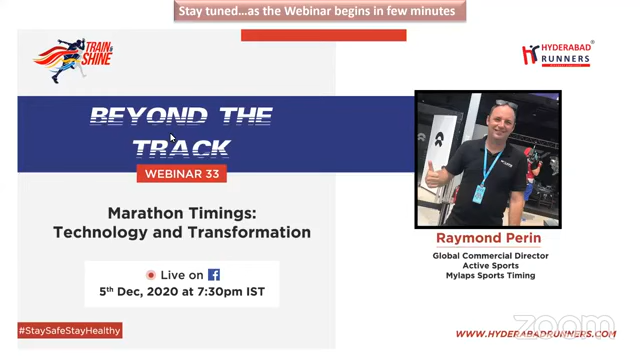 Stay tuned...as the Webinar begins in few minutes
TRAIN &
SHINE
HYDERABAD
RUNNERS
BEYOND THE
TRACK
WEBINAR 33
Marathon Timings:
Technology and Transformation
Live on f
5th Dec, 2020 at 7:30pm IST
Raymond Perin
Global Commercial Director
Active Sports
Mylaps Sports Timing
#StaySafeStayHealthy
WWW.HYDERABADRUNNERS.COM
zoom